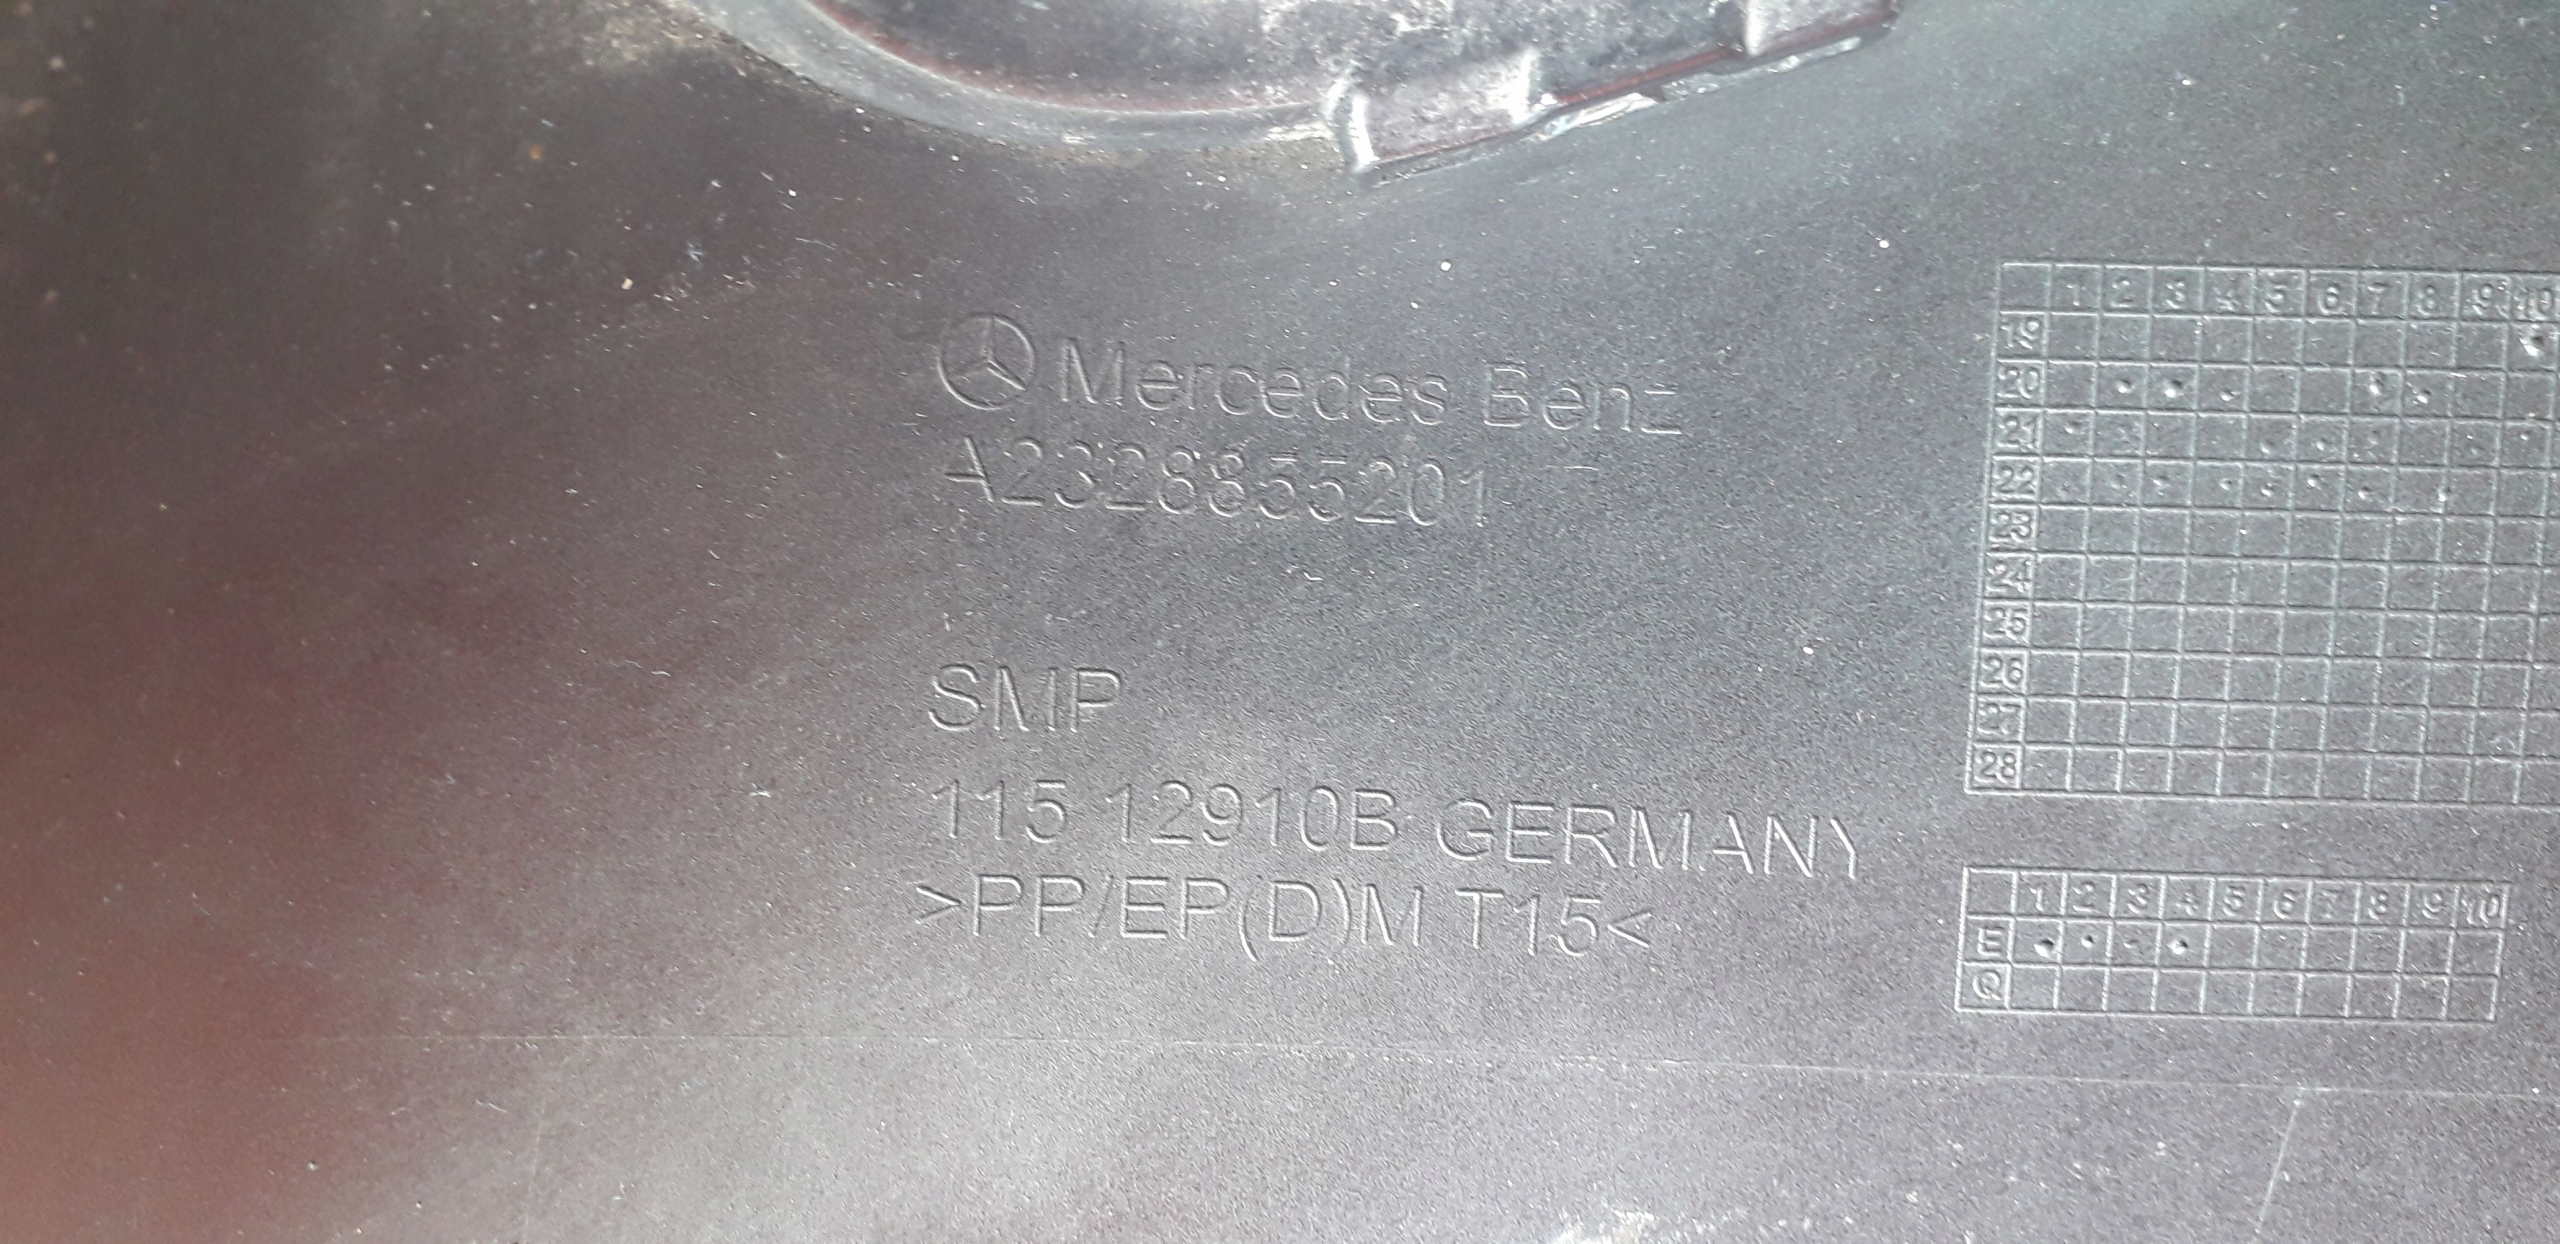 Mercedes Benz
A2328855201
SMP
115 12910B GERMANY
>PP/EP(D)M T15<
1 2 3 4 5 6 7 8 9 10
19
20
21
22
23
24
25
26
27
28
1 2 3 4 5 6 7 8 9 10
E
Q